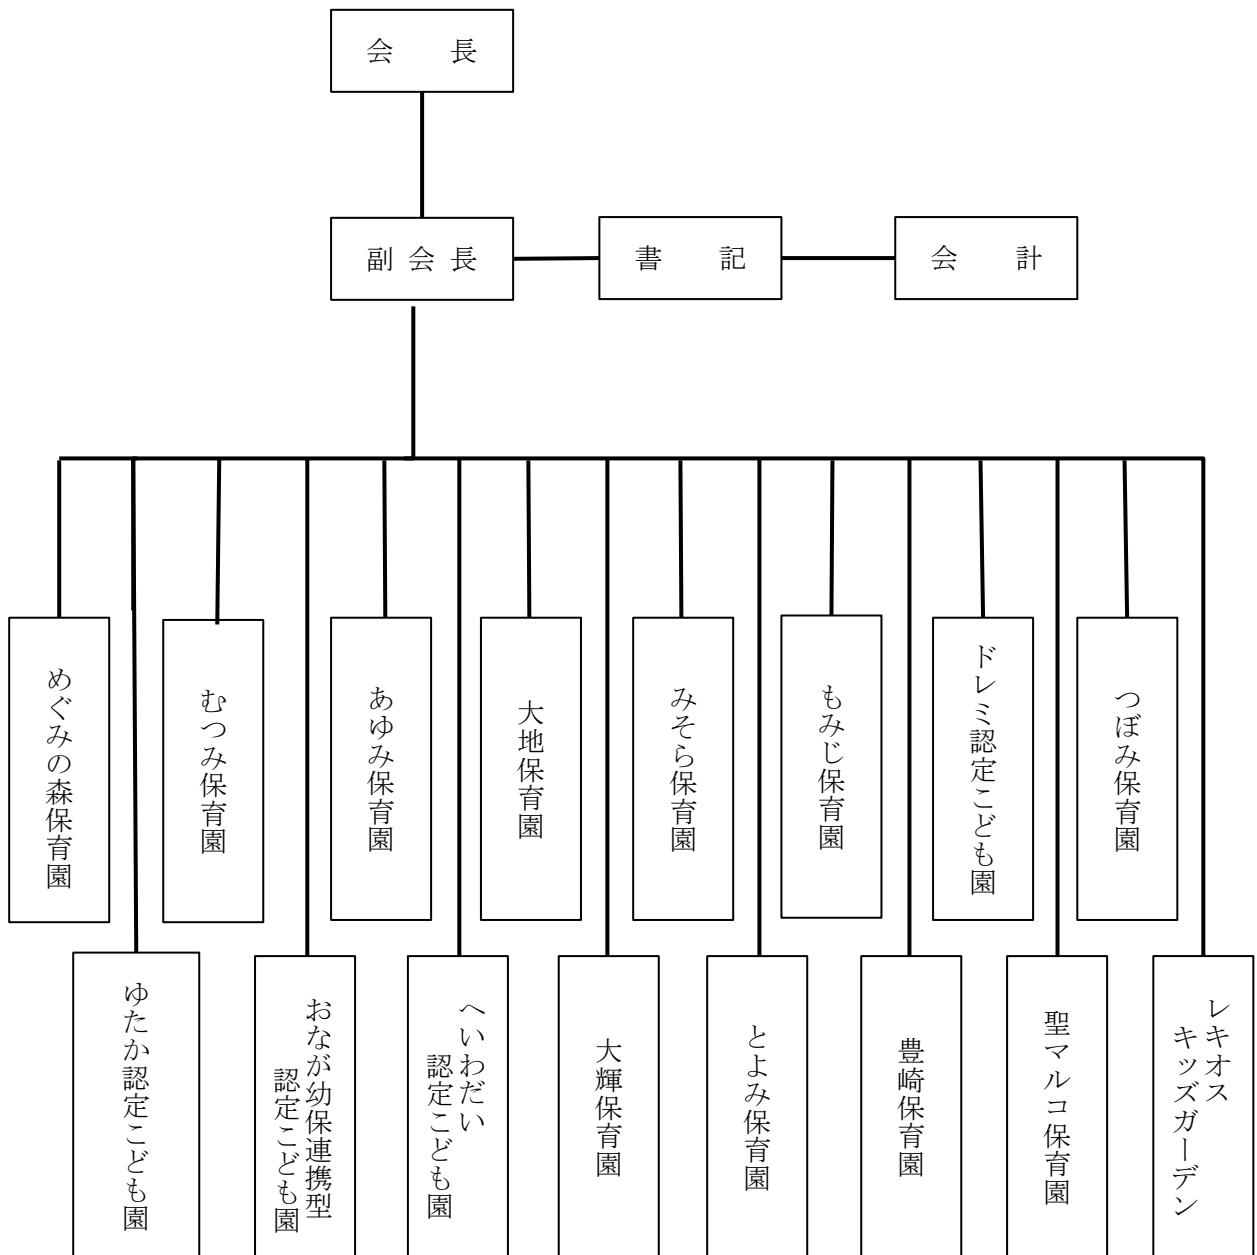 会　長
副会長
書　記
会　計
めぐみの森保育園
むつみ保育園
あゆみ保育園
大地保育園
みそら保育園
もみじ保育園
ドレミ認定こども園
つぼみ保育園
ゆたか認定こども園
おなが幼保連携型
認定こども園
へいわだい
認定こども園
大輝保育園
とよみ保育園
豊崎保育園
聖マルコ保育園
レキオス
キッズガーデン